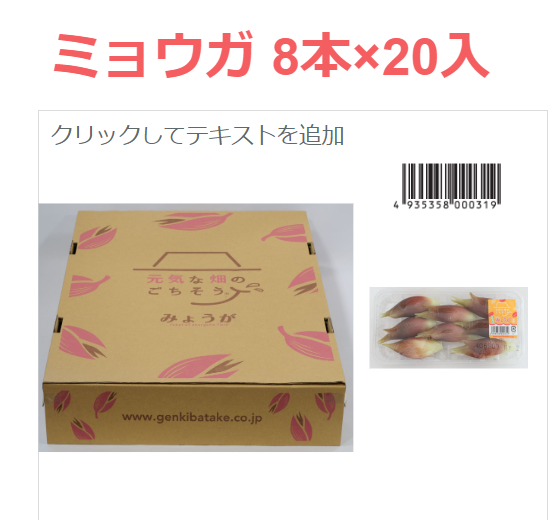 ミョウガ 8本×20入
クリックしてテキストを追加
4 935358 000319
元気な畑の
ごちそう。
みょうが
www.genkibatake.co.jp